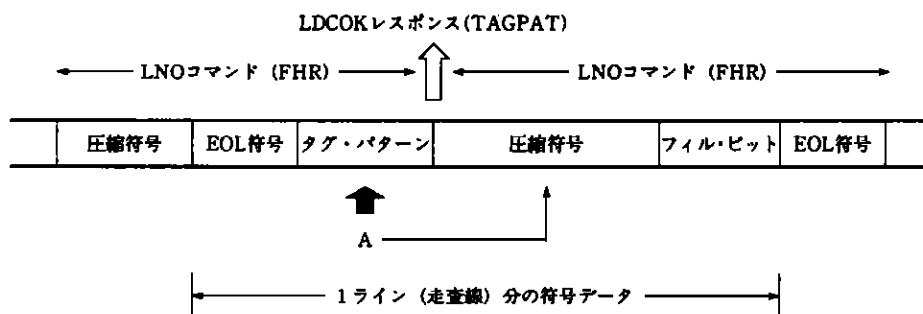 LDCOKレスポンス(TAGPAT)
LNOコマンド (FHR)
LNOコマンド (FHR)
圧縮符号
EOL符号
タグ・パターン
圧縮符号
フィル・ビット
EOL符号
A
1ライン (走査線) 分の符号データ